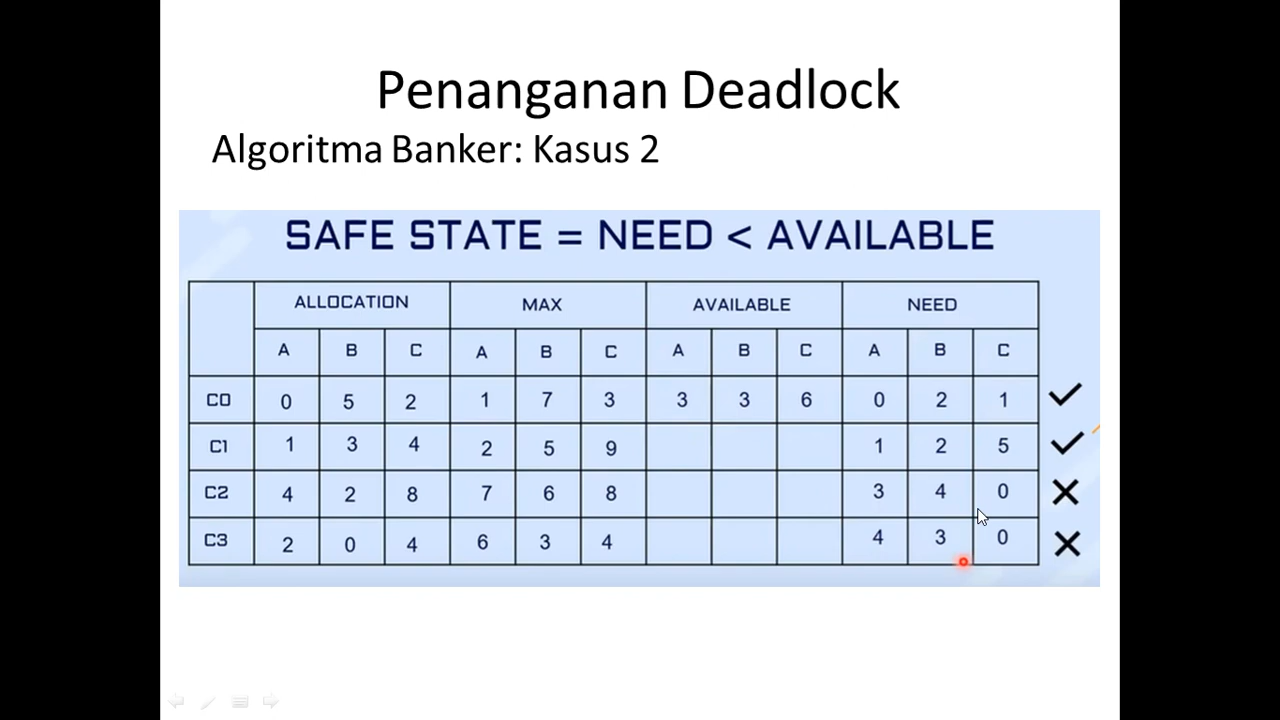 Penanganan Deadlock
Algoritma Banker: Kasus 2
SAFE STATE = NEED < AVAILABLE
ALLOCATION MAX AVAILABLE NEED
A B C A B C A B C A B C
C0 0 5 2 1 7 3 3 3 6 0 2 1
C1 1 3 4 2 5 9 1 2 5
C2 4 2 8 7 6 8 3 4 0
C3 2 0 4 6 3 4 4 3 0